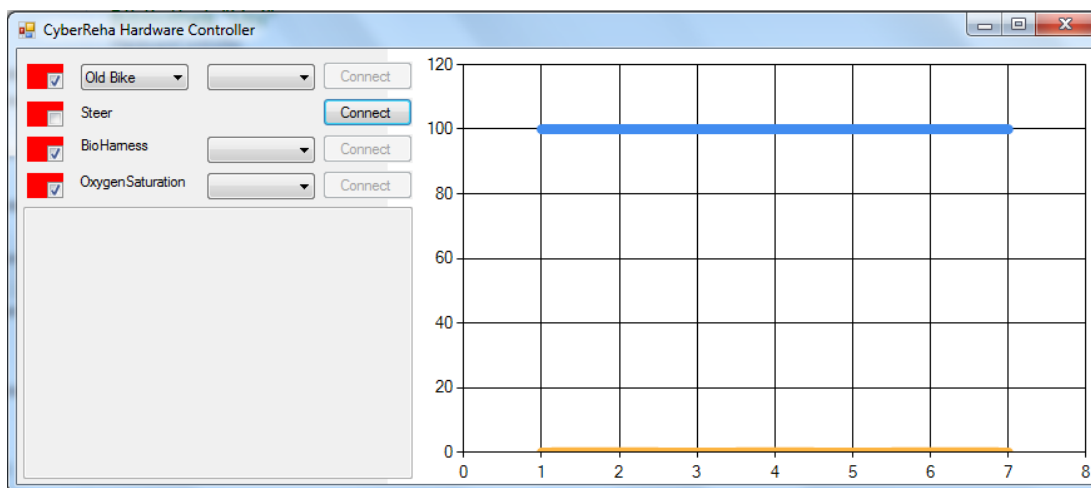 CyberReha Hardware Controller
Old Bike Connect
Steer Connect
BioHarness Connect
OxygenSaturation Connect
120
100
80
60
40
20
0
0 1 2 3 4 5 6 7 8